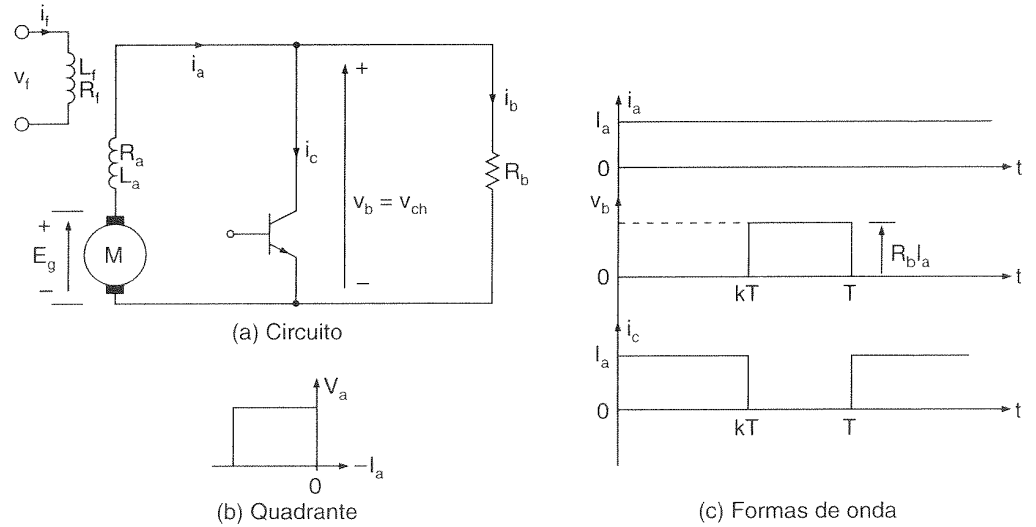 i_f
v_f
L_f
R_f
i_a
R_a
L_a
+
E_g
−
M
i_c
+
v_b = v_ch
−
i_b
R_b
(a) Circuito
V_a
−I_a
0
(b) Quadrante
i_a
I_a
0
t
v_b
R_bI_a
0
kT
T
t
i_c
I_a
0
kT
T
t
(c) Formas de onda